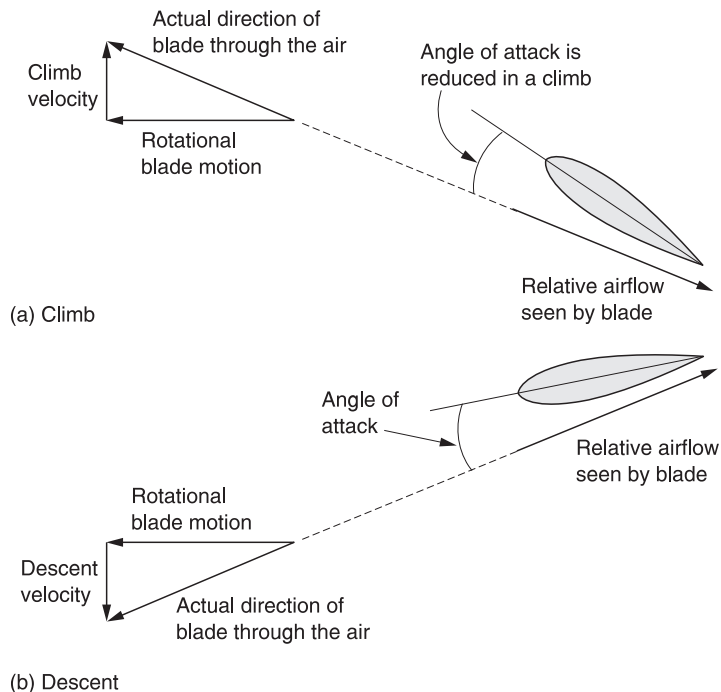 Actual direction of
blade through the air
Climb
velocity
Rotational
blade motion
Angle of attack is
reduced in a climb
Relative airflow
seen by blade
(a) Climb
Angle of
attack
Relative airflow
seen by blade
Rotational
blade motion
Descent
velocity
Actual direction of
blade through the air
(b) Descent